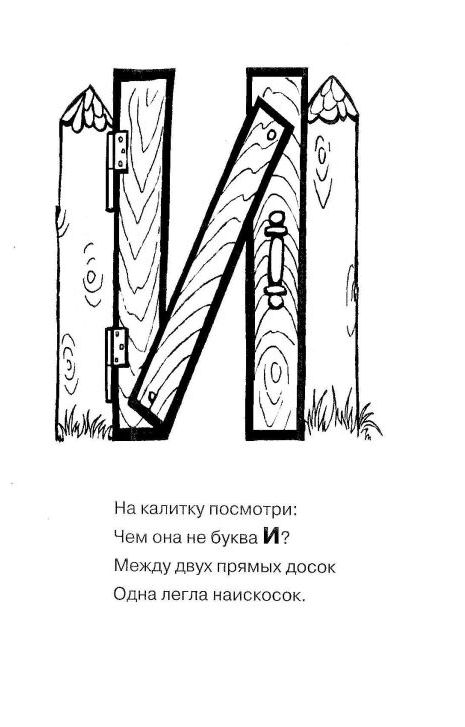 На калитку посмотри:
Чем она не буква И?
Между двух прямых досок
Одна легла наискосок.